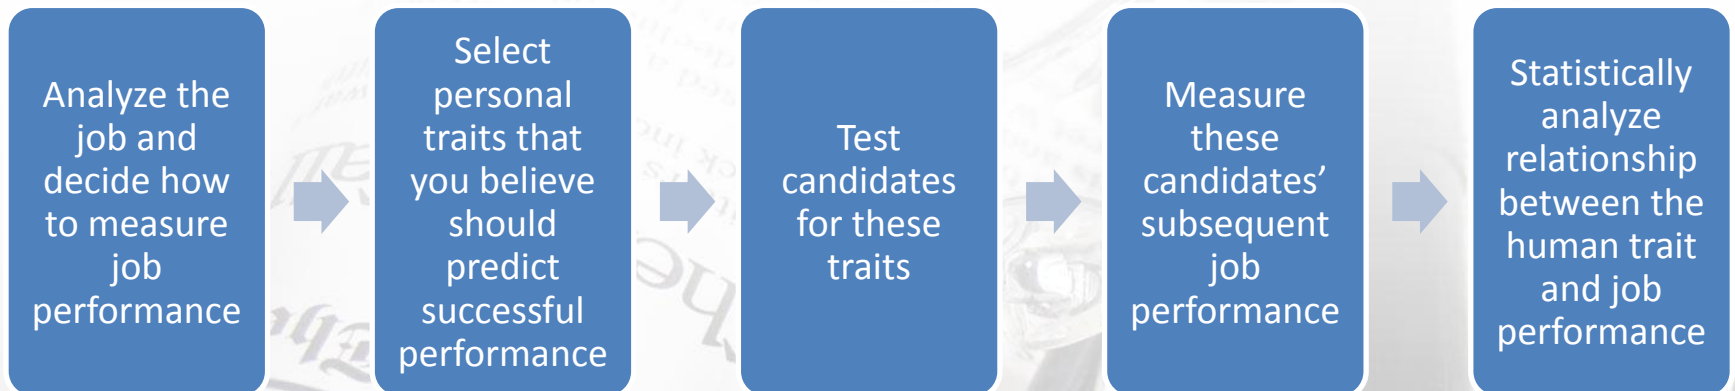 Analyze the
job and
decide how
to measure
job
performance
Select
personal
traits that
you believe
should
predict
successful
performance
Test
candidates
for these
traits
Measure
these
candidates’
subsequent
job
performance
Statistically
analyze
relationship
between the
human trait
and job
performance